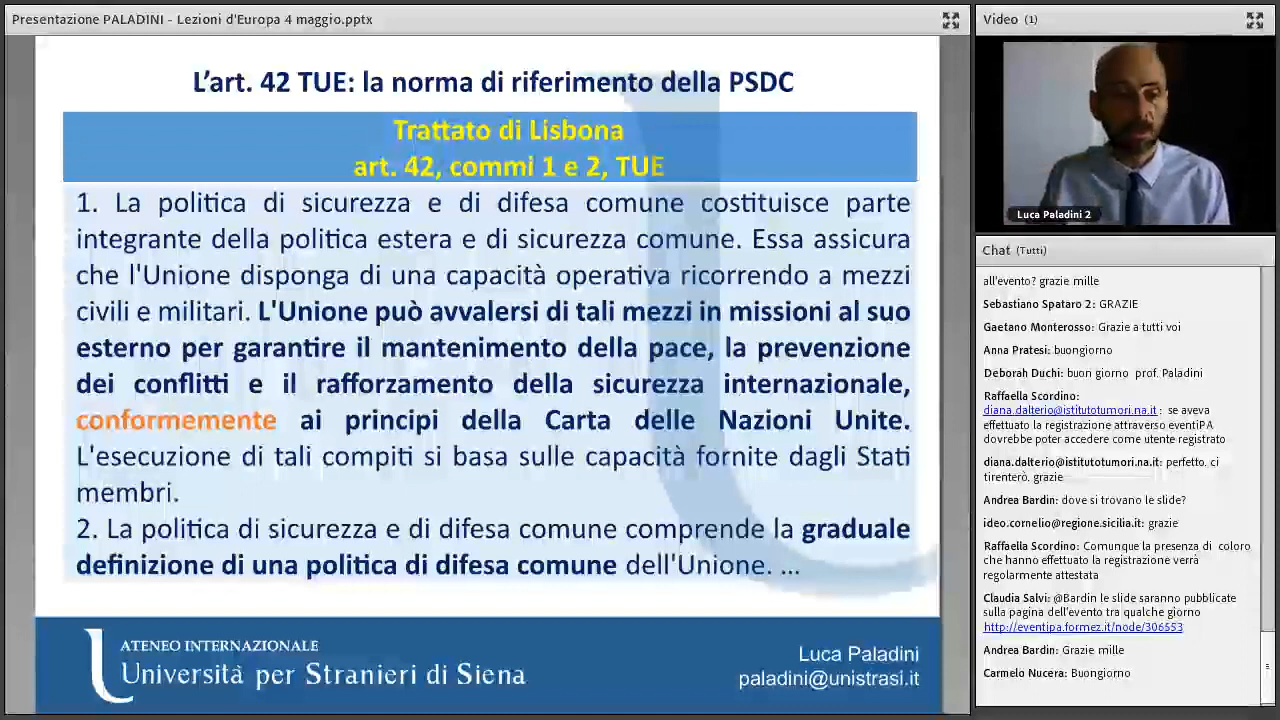 Presentazione PALADINI - Lezioni d'Europa 4 maggio.pptx
L'art. 42 TUE: la norma di riferimento della PSDC
Trattato di Lisbona
art. 42, commi 1 e 2, TUE
1. La politica di sicurezza e di difesa comune costituisce parte
integrante della politica estera e di sicurezza comune. Essa assicura
che l'Unione disponga di una capacità operativa ricorrendo a mezzi
civili e militari. L'Unione può avvalersi di tali mezzi in missioni al suo
esterno per garantire il mantenimento della pace, la prevenzione
dei conflitti e il rafforzamento della sicurezza internazionale,
conformemente ai principi della Carta delle Nazioni Unite.
L'esecuzione di tali compiti si basa sulle capacità fornite dagli Stati
membri.
2. La politica di sicurezza e di difesa comune comprende la graduale
definizione di una politica di difesa comune dell'Unione. ...
ATENEO INTERNAZIONALE
Università per Stranieri di Siena
Luca Paladini
paladini@unistrasi.it
Video (1)
Luca Paladini 2
Chat (Tutti)
all'evento? grazie mille
Sebastiano Spataro 2: GRAZIE
Gaetano Monterosso: Grazie a tutti voi
Anna Pratesi: buongiorno
Deborah Duchi: buon giorno prof. Paladini
Raffaella Scordino:
diana.dalterio@istitutotumori.na.it : se aveva
effettuato la registrazione attraverso eventiPA
dovrebbe poter accedere come utente registrato
diana.dalterio@istitutotumori.na.it: perfetto. ci
tirenterò. grazie
Andrea Bardin: dove si trovano le slide?
ideo.cornelio@regione.sicilia.it: grazie
Raffaella Scordino: Comunque la presenza di coloro
che hanno effettuato la registrazione verrà
regolarmente attestata
Claudia Salvi: @Bardin le slide saranno pubblicate
sulla pagina dell'evento tra qualche giorno
http://eventipa.formez.it/node/306553
Andrea Bardin: Grazie mille
Carmelo Nucera: Buongiorno